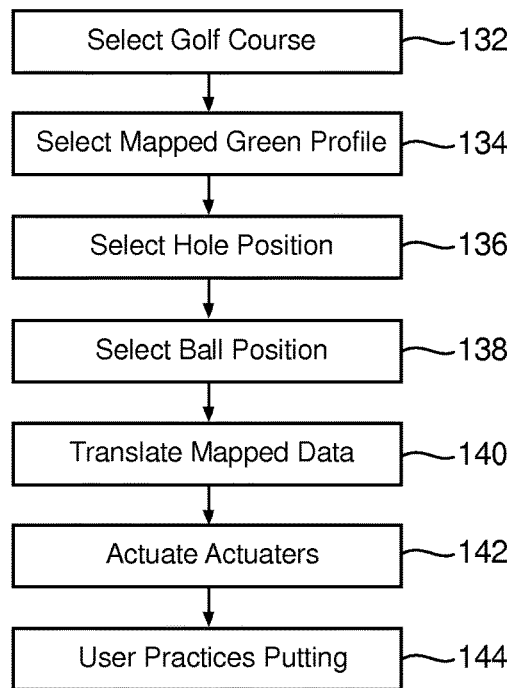 Select Golf Course 132
Select Mapped Green Profile 134
Select Hole Position 136
Select Ball Position 138
Translate Mapped Data 140
Actuate Actuaters 142
User Practices Putting 144